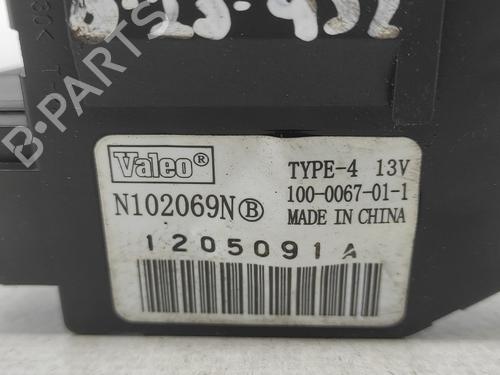 B-PARTS
Valeo®
TYPE-4 13V
N102069N Ⓑ
100-0067-01-1
MADE IN CHINA
1205091A